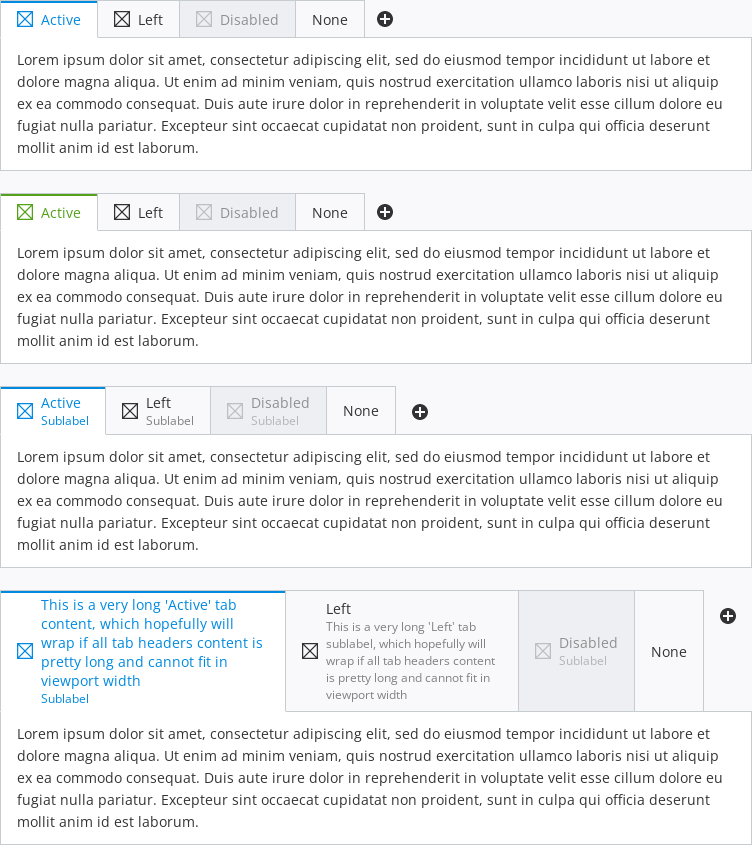 Active Left Disabled None
Lorem ipsum dolor sit amet, consectetur adipiscing elit, sed do eiusmod tempor incididunt ut labore et
dolore magna aliqua. Ut enim ad minim veniam, quis nostrud exercitation ullamco laboris nisi ut aliquip
ex ea commodo consequat. Duis aute irure dolor in reprehenderit in voluptate velit esse cillum dolore eu
fugiat nulla pariatur. Excepteur sint occaecat cupidatat non proident, sunt in culpa qui officia deserunt
mollit anim id est laborum.
Active Left Disabled None
Lorem ipsum dolor sit amet, consectetur adipiscing elit, sed do eiusmod tempor incididunt ut labore et
dolore magna aliqua. Ut enim ad minim veniam, quis nostrud exercitation ullamco laboris nisi ut aliquip
ex ea commodo consequat. Duis aute irure dolor in reprehenderit in voluptate velit esse cillum dolore eu
fugiat nulla pariatur. Excepteur sint occaecat cupidatat non proident, sunt in culpa qui officia deserunt
mollit anim id est laborum.
Active
Sublabel
Left
Sublabel
Disabled
Sublabel
None
Lorem ipsum dolor sit amet, consectetur adipiscing elit, sed do eiusmod tempor incididunt ut labore et
dolore magna aliqua. Ut enim ad minim veniam, quis nostrud exercitation ullamco laboris nisi ut aliquip
ex ea commodo consequat. Duis aute irure dolor in reprehenderit in voluptate velit esse cillum dolore eu
fugiat nulla pariatur. Excepteur sint occaecat cupidatat non proident, sunt in culpa qui officia deserunt
mollit anim id est laborum.
This is a very long 'Active' tab
content, which hopefully will
wrap if all tab headers content is
pretty long and cannot fit in
viewport width
Sublabel
Left
This is a very long 'Left' tab
sublabel, which hopefully will
wrap if all tab headers content
is pretty long and cannot fit in
viewport width
Disabled
Sublabel
None
Lorem ipsum dolor sit amet, consectetur adipiscing elit, sed do eiusmod tempor incididunt ut labore et
dolore magna aliqua. Ut enim ad minim veniam, quis nostrud exercitation ullamco laboris nisi ut aliquip
ex ea commodo consequat. Duis aute irure dolor in reprehenderit in voluptate velit esse cillum dolore eu
fugiat nulla pariatur. Excepteur sint occaecat cupidatat non proident, sunt in culpa qui officia deserunt
mollit anim id est laborum.